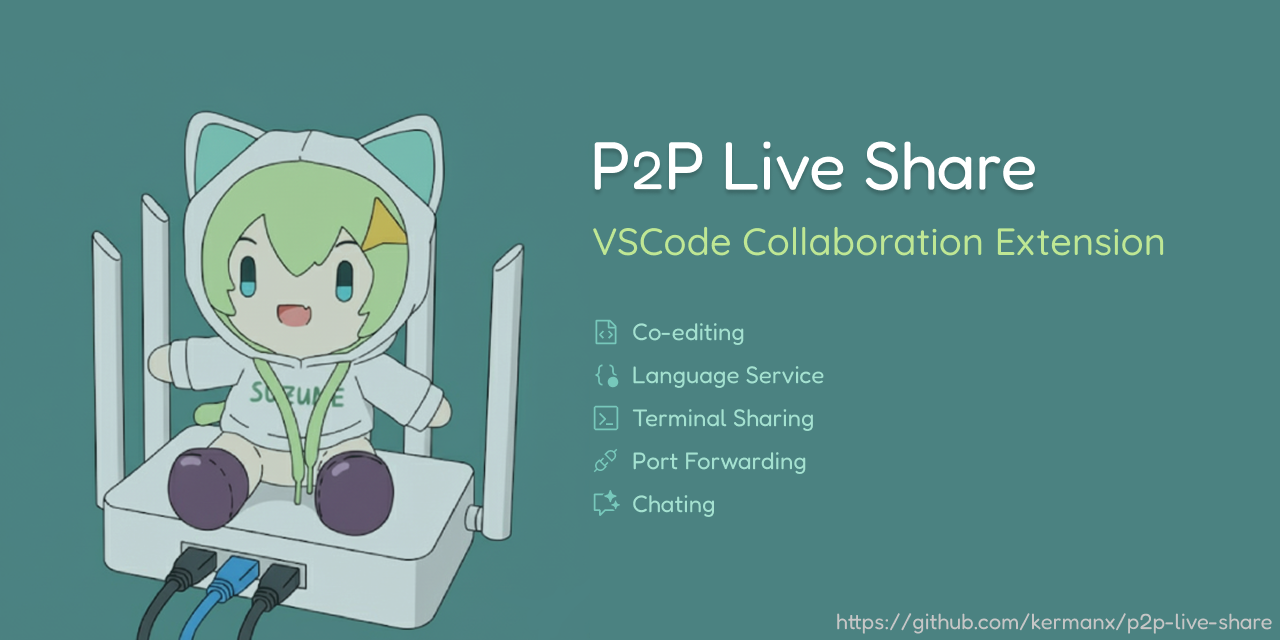 P2P Live Share
VSCode Collaboration Extension
SUZUME
Co-editing
Language Service
Terminal Sharing
Port Forwarding
Chating
https://github.com/kermanx/p2p-live-share